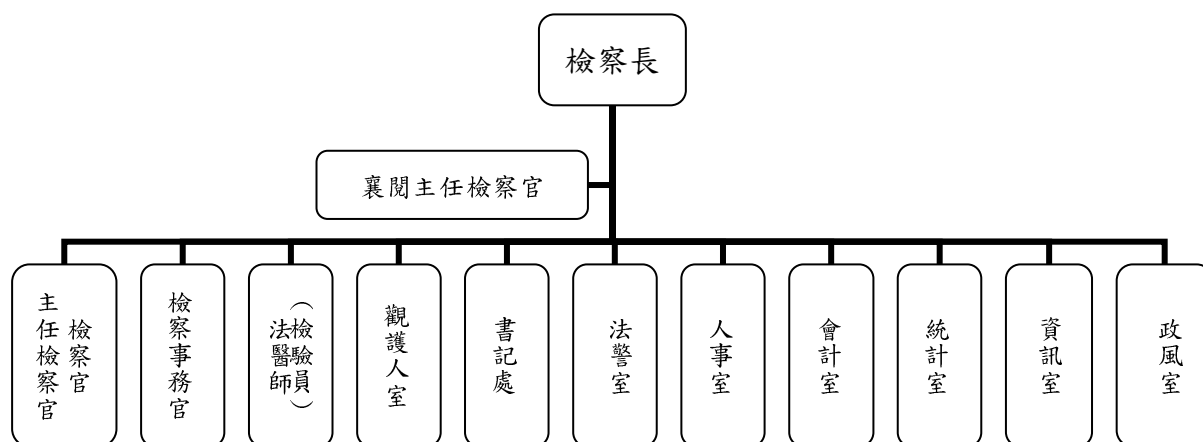 檢察長
襄閱主任檢察官
檢察官
主任檢察官
檢察事務官
（檢驗員）
法醫師
觀護人室
書記處
法警室
人事室
會計室
統計室
資訊室
政風室